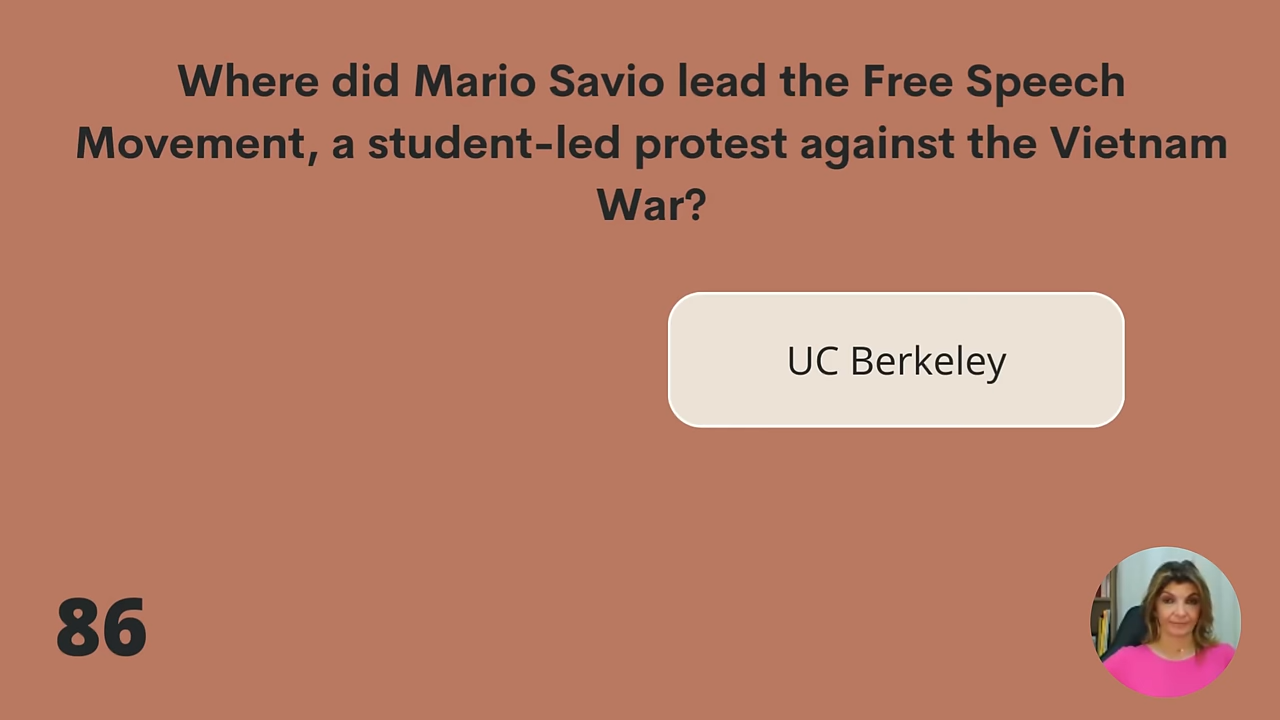 Where did Mario Savio lead the Free Speech
Movement, a student-led protest against the Vietnam
War?
UC Berkeley
86